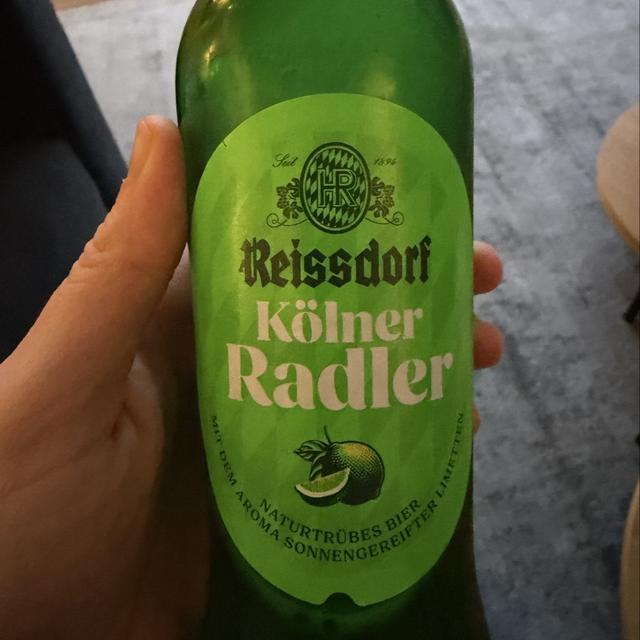 Seit 1894
HR
Reissdorf
Kölner
Radler
NATURTRÜBES BIER
MIT DEM AROMA SONNENGEREIFTER LIMETTEN